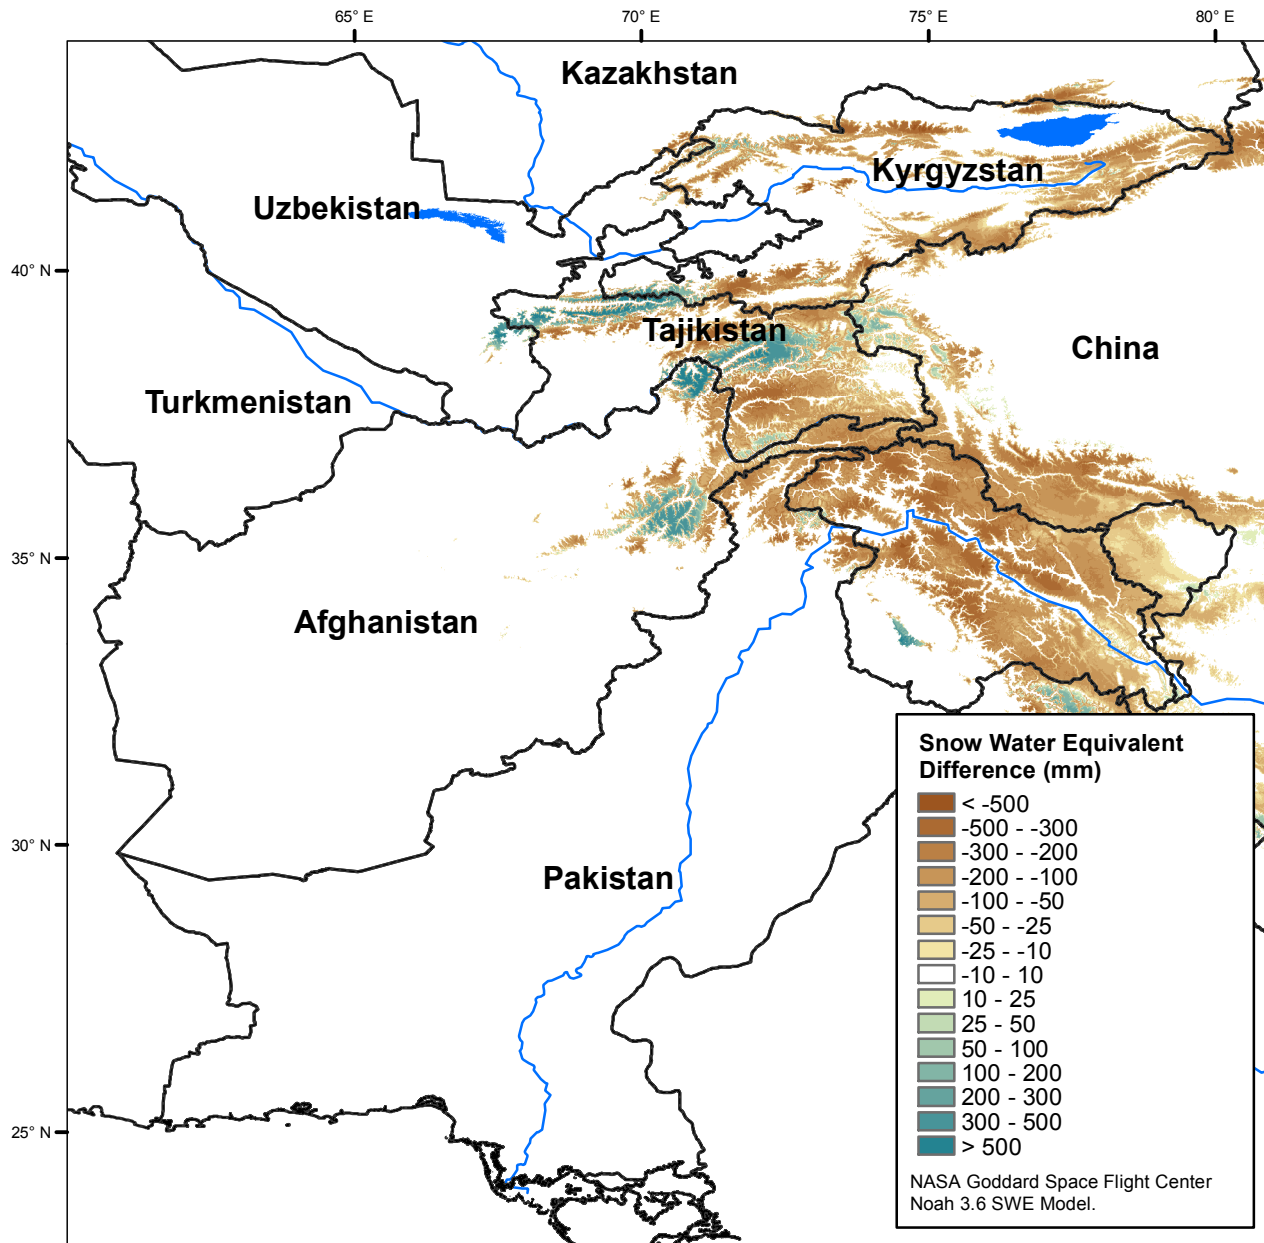 65° E
70° E
75° E
80° E
Kazakhstan
Kyrgyzstan
Uzbekistan
40° N
Tajikistan
China
Turkmenistan
35° N
Afghanistan
Snow Water Equivalent
Difference (mm)
< -500
-500 - -300
-300 - -200
-200 - -100
-100 - -50
-50 - -25
-25 - -10
-10 - 10
10 - 25
25 - 50
50 - 100
100 - 200
200 - 300
300 - 500
> 500
30° N
Pakistan
25° N
NASA Goddard Space Flight Center
Noah 3.6 SWE Model.